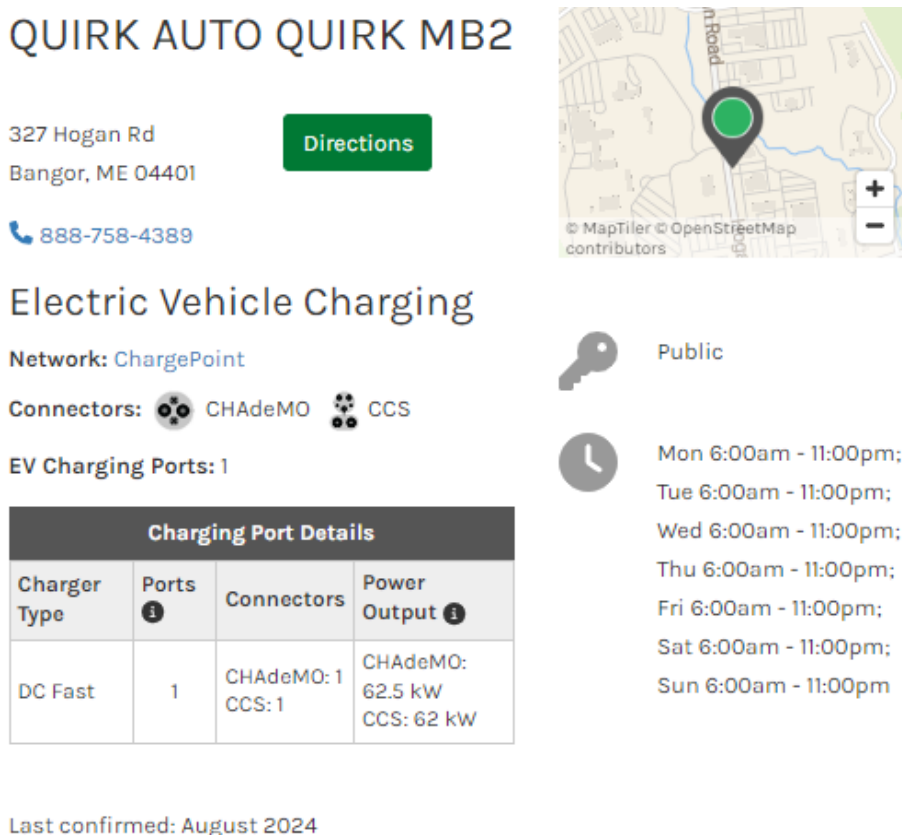 QUIRK AUTO QUIRK MB2
327 Hogan Rd
Bangor, ME 04401
Directions
888-758-4389
n Road
Hoga
© MapTiler © OpenStreetMap
contributors
+
−
Electric Vehicle Charging
Network: ChargePoint
Connectors: CHAdeMO CCS
EV Charging Ports: 1
Charging Port Details
Charger
Type
Ports
i
Connectors
Power
Output i
DC Fast
1
CHAdeMO: 1
CCS: 1
CHAdeMO:
62.5 kW
CCS: 62 kW
Public
Mon 6:00am - 11:00pm;
Tue 6:00am - 11:00pm;
Wed 6:00am - 11:00pm;
Thu 6:00am - 11:00pm;
Fri 6:00am - 11:00pm;
Sat 6:00am - 11:00pm;
Sun 6:00am - 11:00pm
Last confirmed: August 2024